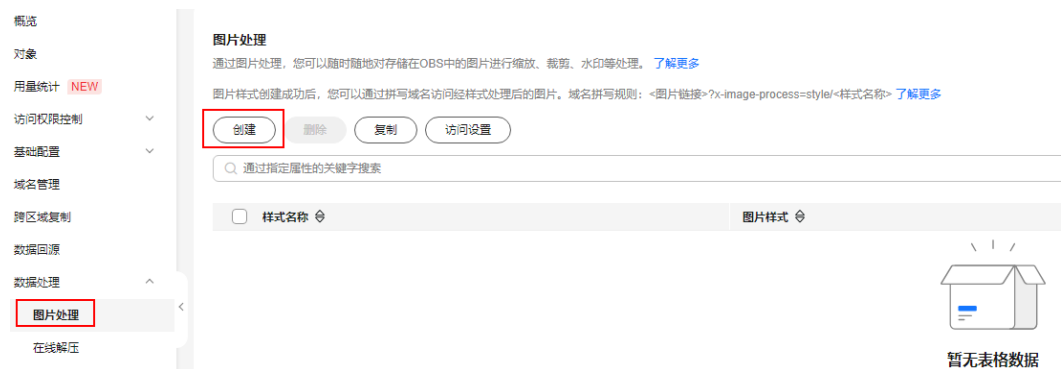 概览
对象
用量统计 NEW
访问权限控制
基础配置
域名管理
跨区域复制
数据回源
数据处理
图片处理
在线解压
图片处理
通过图片处理，您可以随时随地对存储在OBS中的图片进行缩放、裁剪、水印等处理。 了解更多
图片样式创建成功后，您可以通过拼写域名访问经样式处理后的图片。域名拼写规则：<图片链接>?x-image-process=style/<样式名称> 了解更多
创建 删除 复制 访问设置
通过指定属性的关键字搜索
样式名称 图片样式
暂无表格数据